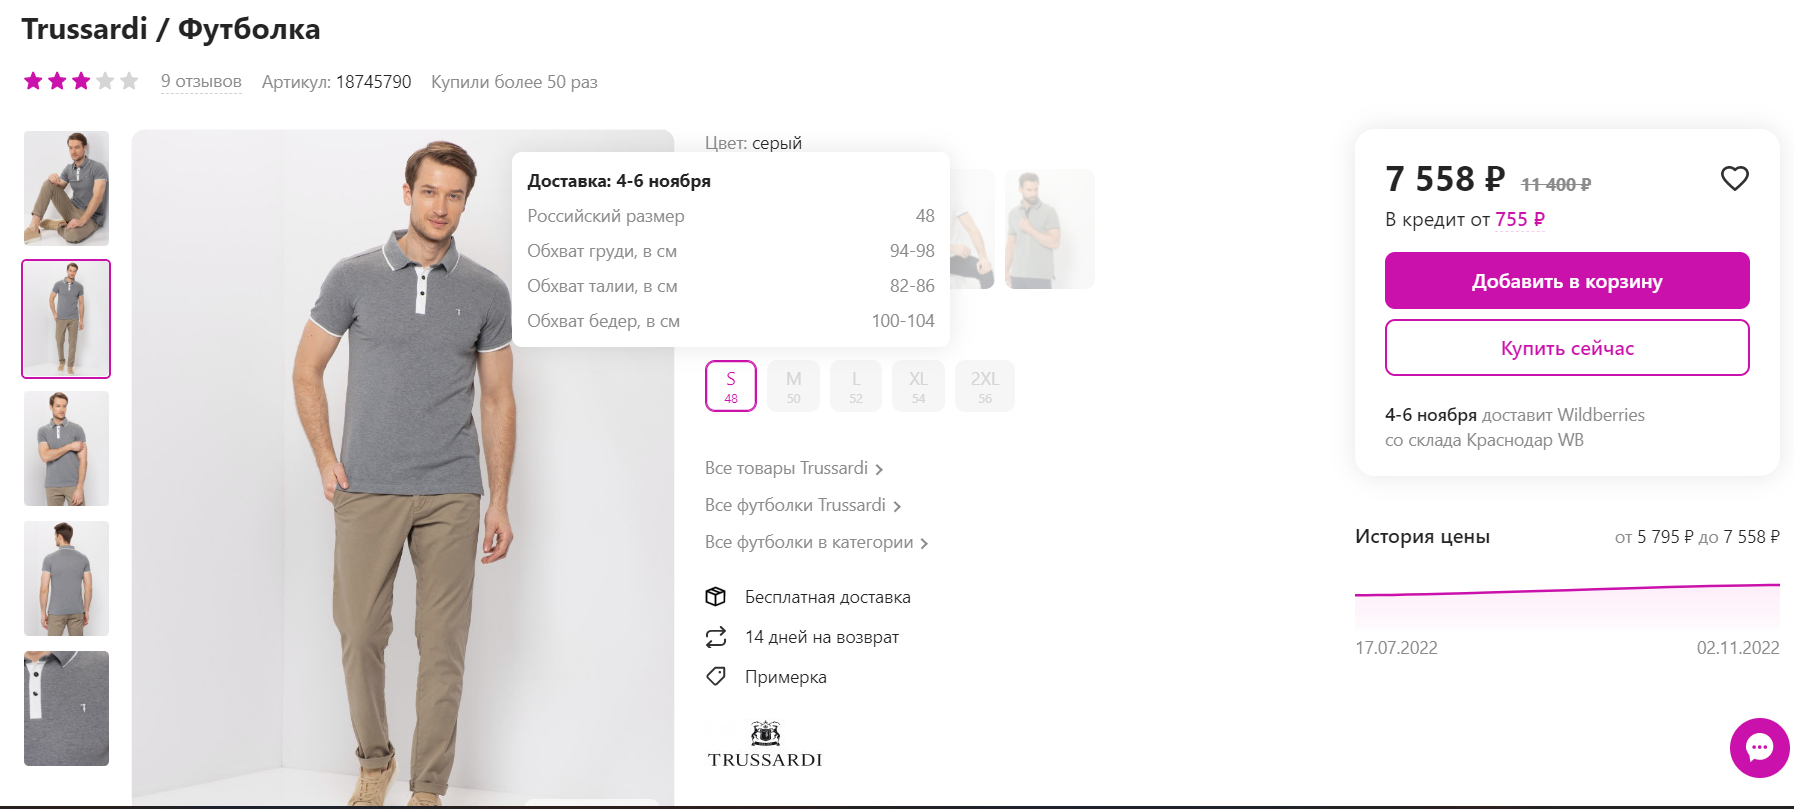 Trussardi / Футболка
9 отзывов Артикул: 18745790 Купили более 50 раз
Цвет: серый
Доставка: 4-6 ноября
Российский размер 48
Обхват груди, в см 94-98
Обхват талии, в см 82-86
Обхват бедер, в см 100-104
S M L XL 2XL
48 50 52 54 56
Все товары Trussardi
Все футболки Trussardi
Все футболки в категории
Бесплатная доставка
14 дней на возврат
Примерка
TRUSSARDI
7 558 ₽ 11 400 ₽
В кредит от 755 ₽
Добавить в корзину
Купить сейчас
4-6 ноября доставит Wildberries
со склада Краснодар WB
История цены от 5 795 ₽ до 7 558 ₽
17.07.2022 02.11.2022